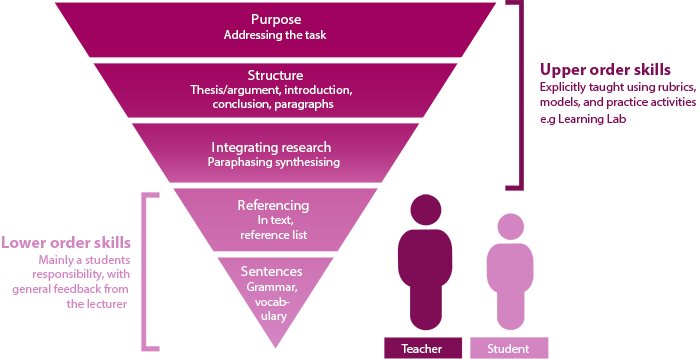 Purpose
Addressing the task
Structure
Thesis/argument, introduction,
conclusion, paragraphs
Integrating research
Paraphasing synthesising
Referencing
In text,
reference list
Sentences
Grammar,
vocab-
ulary
Upper order skills
Explicitly taught using rubrics,
models, and practice activities
e.g Learning Lab
Lower order skills
Mainly a students
responsibility, with
general feedback from
the lecturer
Teacher
Student